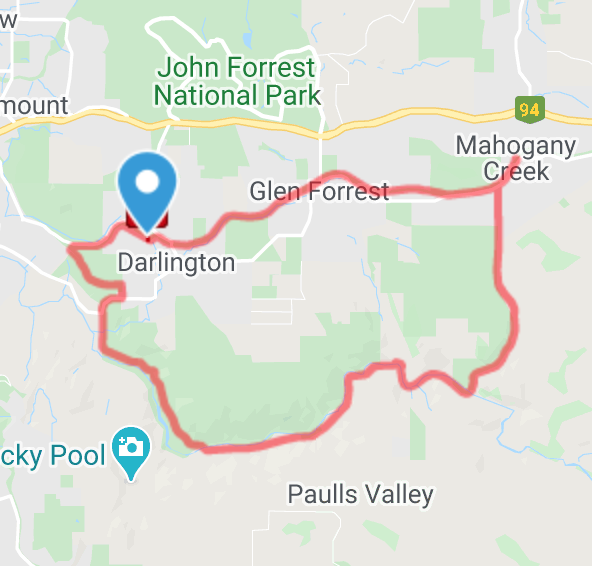 w
John Forrest
National Park
mount
94
Mahogany
Creek
Glen Forrest
Darlington
cky Pool
Paulls Valley